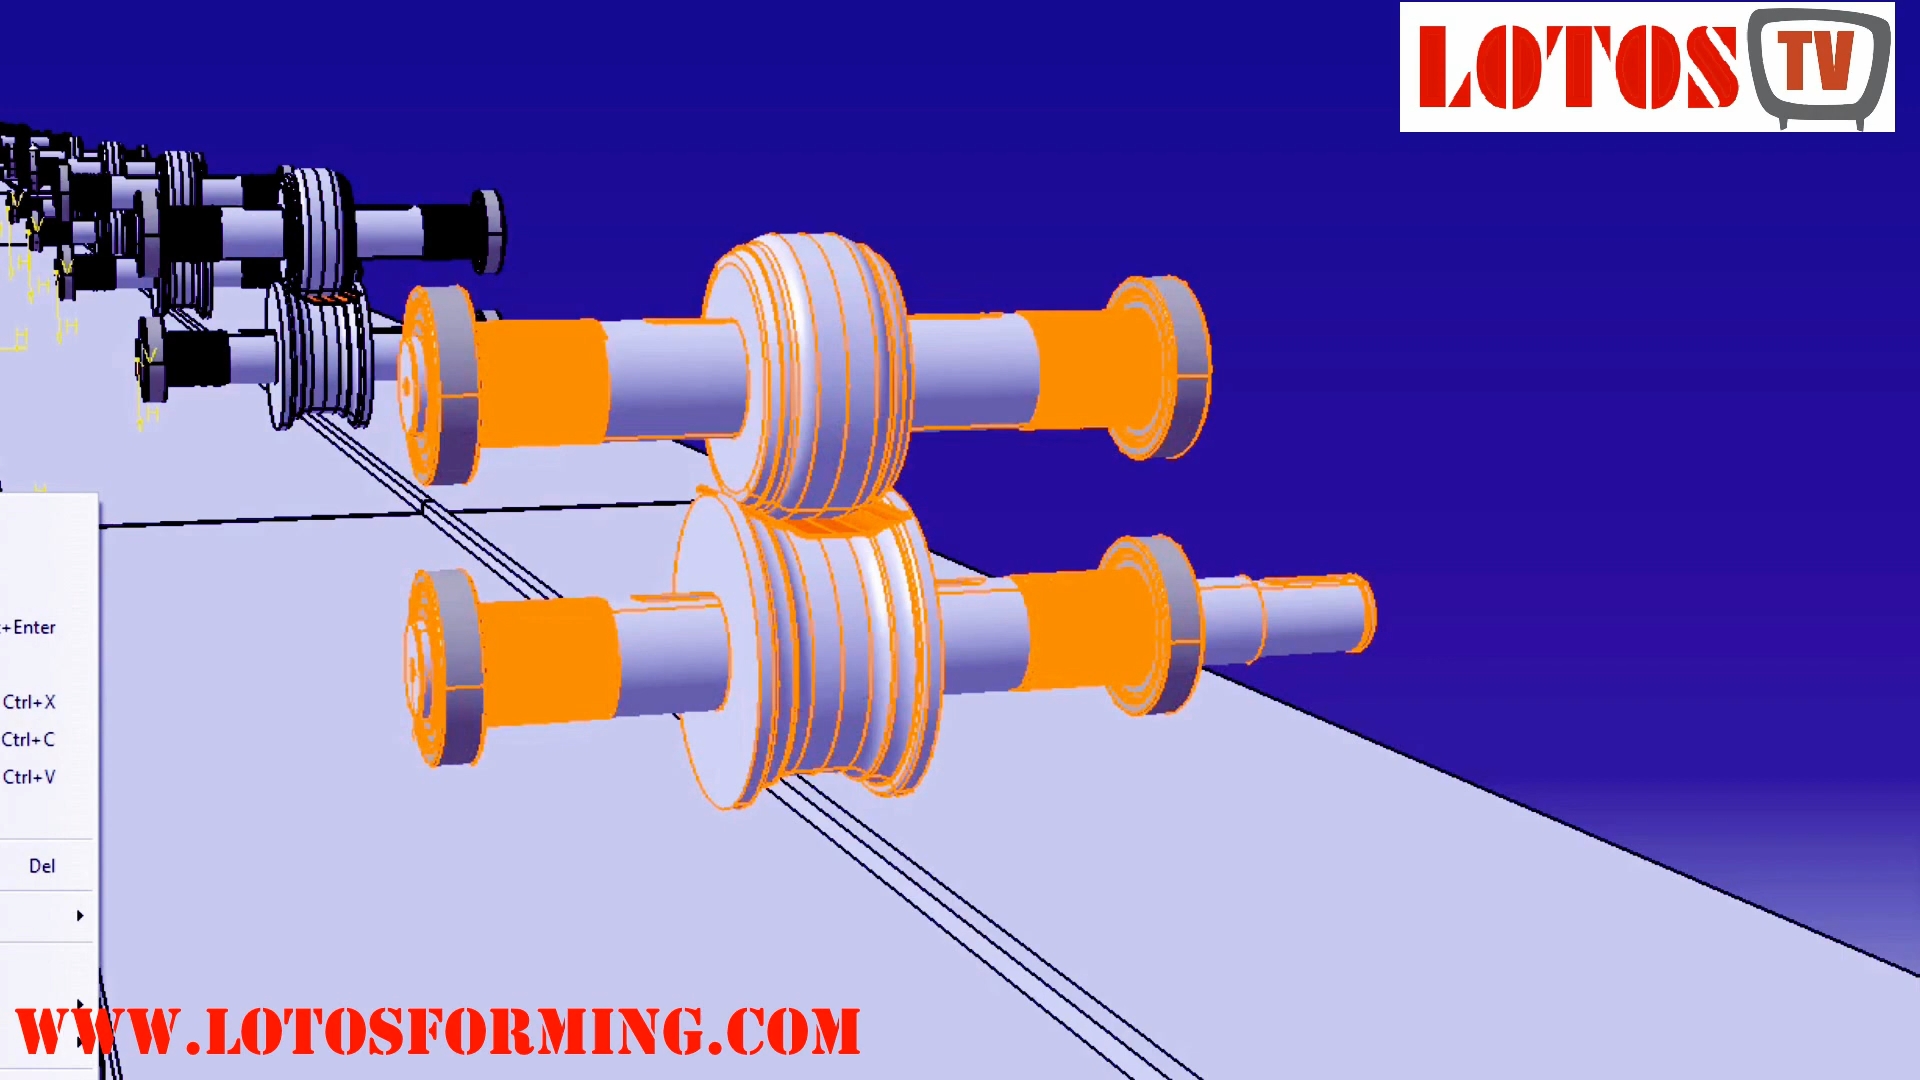 LOTOS TV
V
V
V
H
H
H
H
V
H
+Enter
Ctrl+X
Ctrl+C
Ctrl+V
Del
WWW.LOTOSFORMING.COM